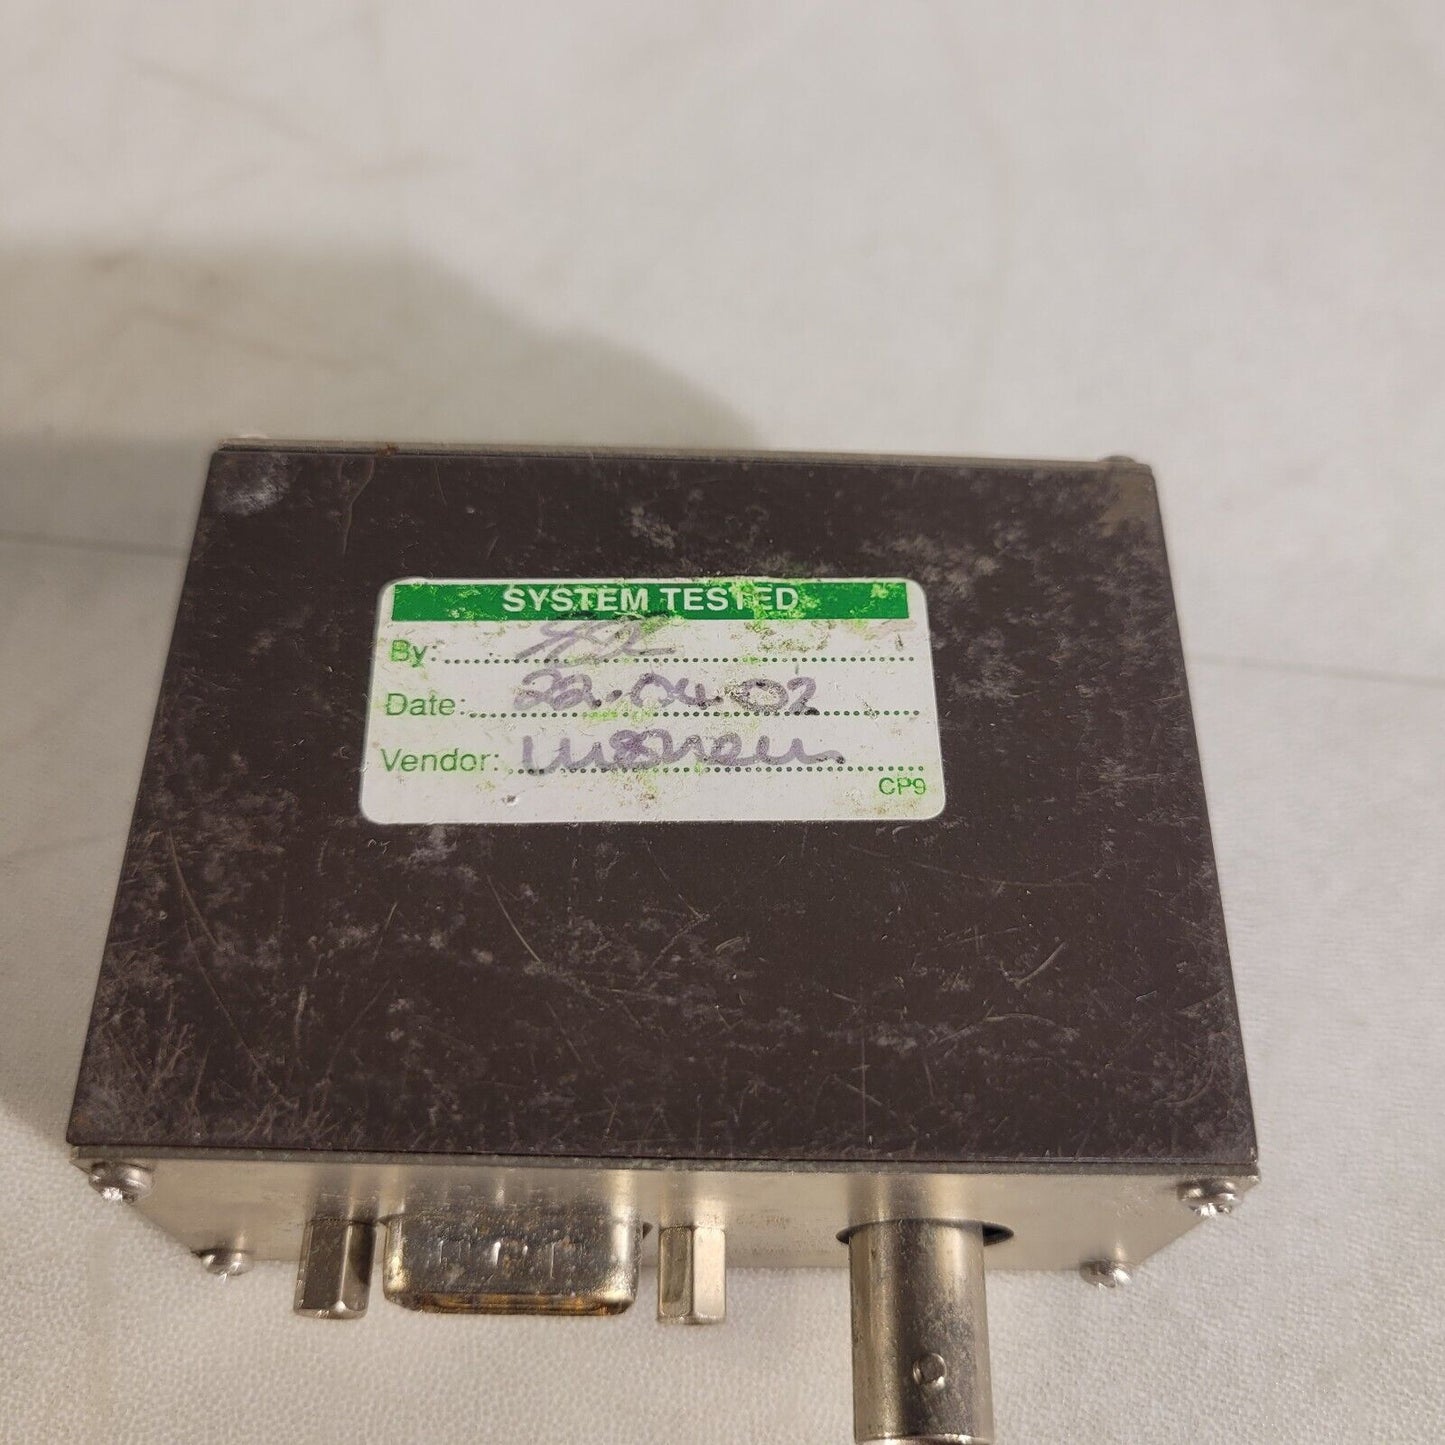 SYSTEM TESTED
By:
Date: 22.04.02
Vendor:
CP9